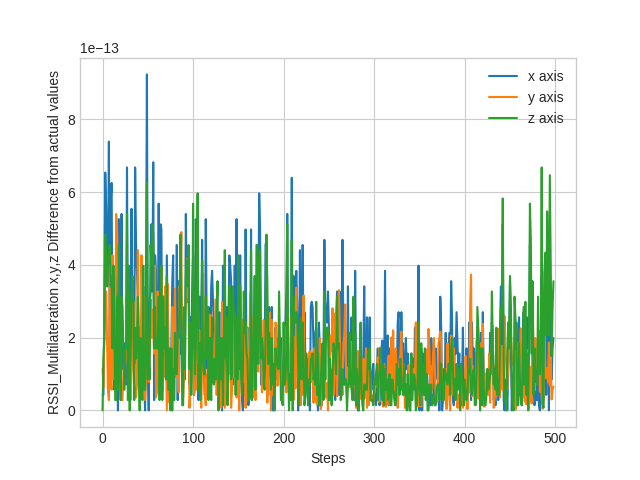 1e−13
RSSI_Multilateration x,y,z Difference from actual values
8
6
4
2
0
x axis
y axis
z axis
0 100 200 300 400 500
Steps